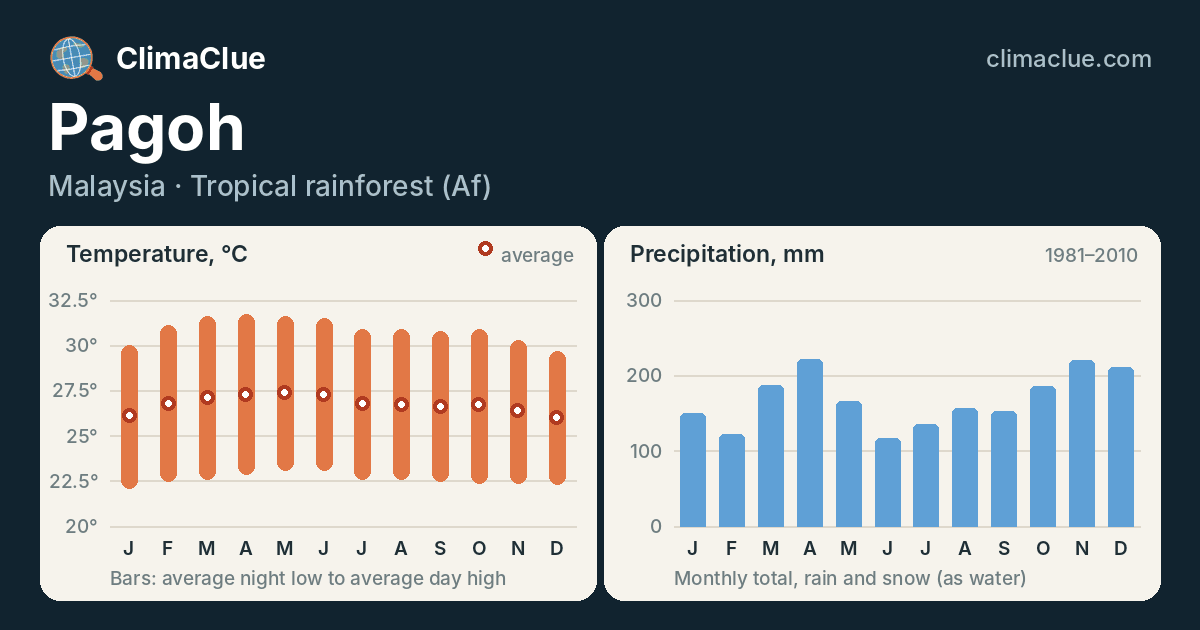 ClimaClue
climaclue.com
Pagoh
Malaysia · Tropical rainforest (Af)
Temperature, °C
average
32.5°
30°
27.5°
25°
22.5°
20°
J F M A M J J A S O N D
Bars: average night low to average day high
Precipitation, mm
1981–2010
300
200
100
0
J F M A M J J A S O N D
Monthly total, rain and snow (as water)